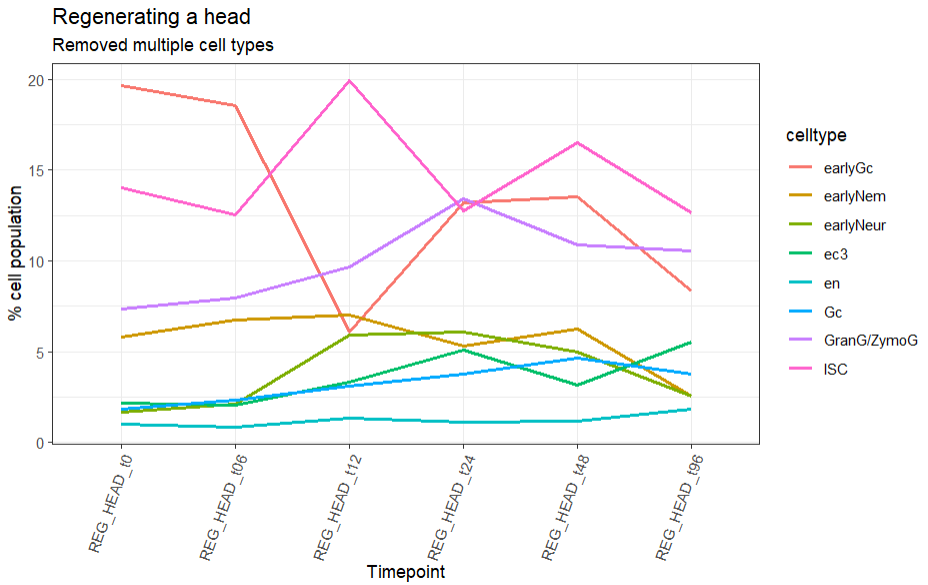 Regenerating a head
Removed multiple cell types
% cell population
20
15
10
5
0
REG_HEAD_t0
REG_HEAD_t06
REG_HEAD_t12
REG_HEAD_t24
REG_HEAD_t48
REG_HEAD_t96
Timepoint
celltype
earlyGc
earlyNem
earlyNeur
ec3
en
Gc
GranG/ZymoG
ISC